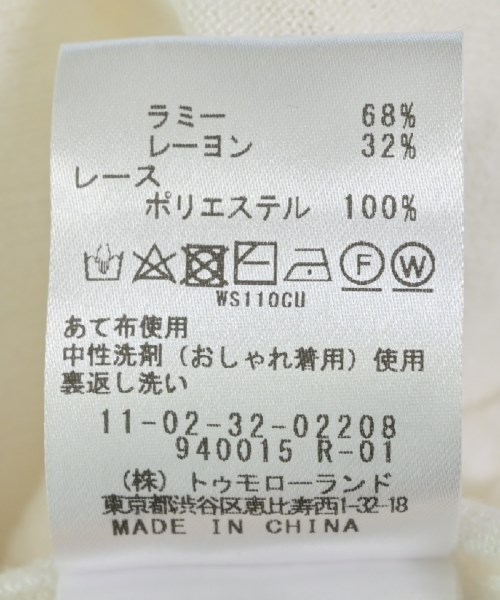 ラミー 68%
レーヨン 32%
レース
ポリエステル 100%
F W
WS110CU
あて布使用
中性洗剤（おしゃれ着用）使用
裏返し洗い
11-02-32-02208
940015 R-01
（株）トゥモローランド
東京都渋谷区恵比寿西1-32-18
MADE IN CHINA